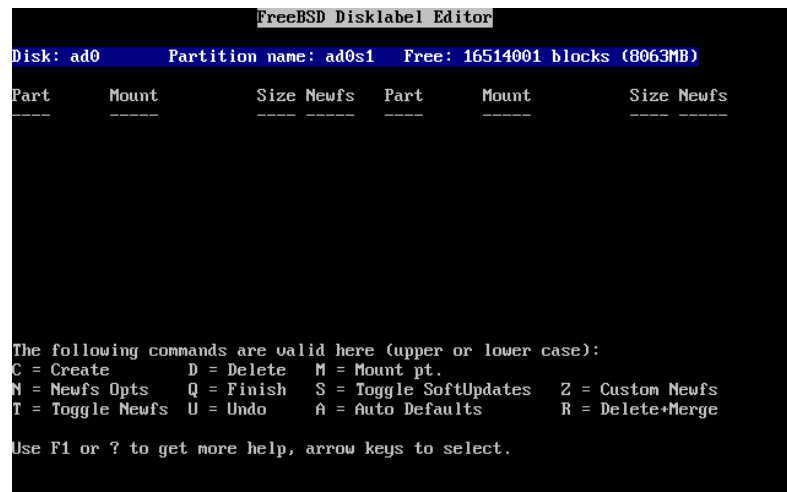 FreeBSD Disklabel Editor
Disk: ad0 Partition name: ad0s1 Free: 16514001 blocks (8063MB)
Part Mount Size Newfs Part Mount Size Newfs
---- ----- ---- ----- ---- ----- ---- -----
The following commands are valid here (upper or lower case):
C = Create D = Delete M = Mount pt.
N = Newfs Opts Q = Finish S = Toggle SoftUpdates Z = Custom Newfs
T = Toggle Newfs U = Undo A = Auto Defaults R = Delete+Merge
Use F1 or ? to get more help, arrow keys to select.